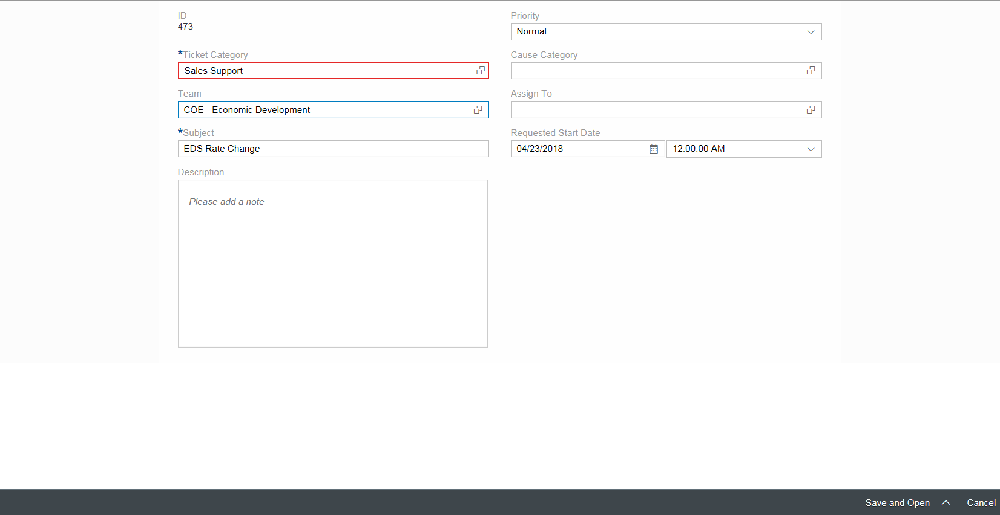 ID
473
Priority
Normal
*Ticket Category
Sales Support
Cause Category
Team
COE - Economic Development
Assign To
*Subject
EDS Rate Change
Requested Start Date
04/23/2018
12:00:00 AM
Description
Please add a note
Save and Open
Cancel